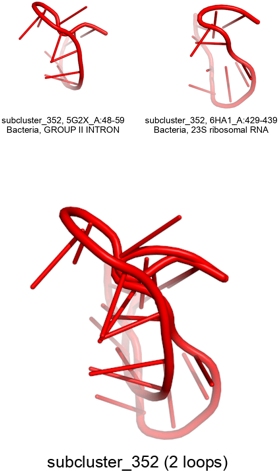 subcluster_352, 5G2X_A:48-59
Bacteria, GROUP II INTRON
subcluster_352, 6HA1_A:429-439
Bacteria, 23S ribosomal RNA
subcluster_352 (2 loops)